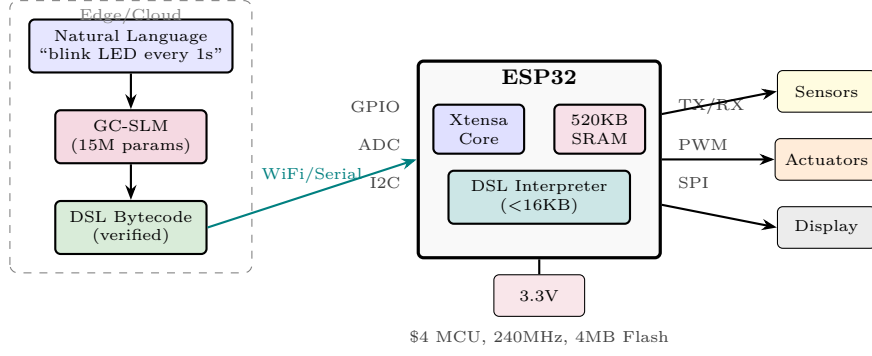 Edge/Cloud
Natural Language
“blink LED every 1s”
GC-SLM
(15M params)
DSL Bytecode
(verified)
WiFi/Serial
GPIO
ADC
I2C
ESP32
Xtensa
Core
520KB
SRAM
DSL Interpreter
(<16KB)
TX/RX
PWM
SPI
Sensors
Actuators
Display
3.3V
$4 MCU, 240MHz, 4MB Flash